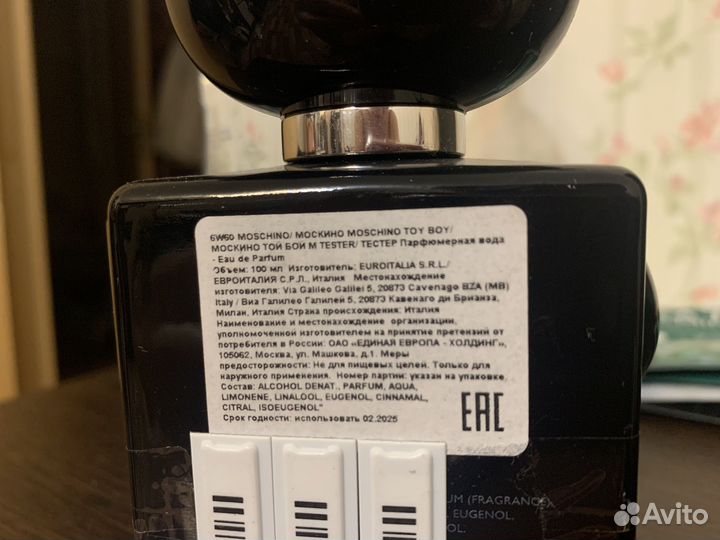 6W60 MOSCHINO/ МОСКИНО MOSCHINO TOY BOY/
МОСКИНО ТОЙ БОЙ М TESTER/ ТЕСТЕР Парфюмерная вода
- Eau de Parfum
Объем: 100 мл Изготовитель: EUROITALIA S.R.L./
ЕВРОИТАЛИЯ С.Р.Л., Италия Местонахождение
изготовителя: Via Galileo Galilei 5, 20873 Cavenago BZA (MB)
Italy / Виа Галилео Галилей 5, 20873 Кавенаго ди Брианза,
Милан, Италия Страна происхождения: Италия
Наименование и местонахождение организации,
уполномоченной изготовителем на принятие претензий от
потребителя в России: ОАО «ЕДИНАЯ ЕВРОПА - ХОЛДИНГ»,
105062, Москва, ул. Машкова, д.1. Меры
предосторожности: Не для пищевых целей. Только для
наружного применения. Номер партии: указан на упаковке.
Состав: ALCOHOL DENAT., PARFUM, AQUA,
LIMONENE, LINALOOL, EUGENOL, CINNAMAL,
CITRAL, ISOEUGENOL"
Срок годности: использовать 02.2025
EAC
UM (FRAGRANCE),
EUGENOL,
OL.
Avito